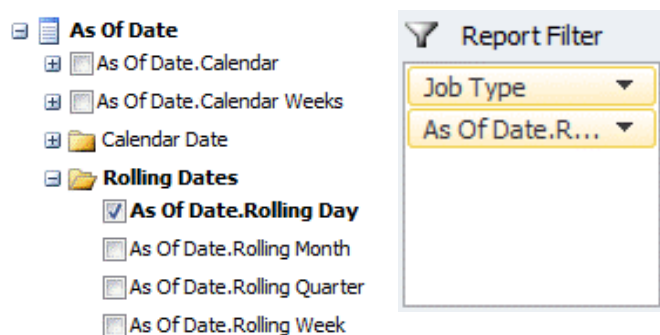 As Of Date
As Of Date.Calendar
As Of Date.Calendar Weeks
Calendar Date
Rolling Dates
As Of Date.Rolling Day
As Of Date.Rolling Month
As Of Date.Rolling Quarter
As Of Date.Rolling Week
Report Filter
Job Type
As Of Date.R...